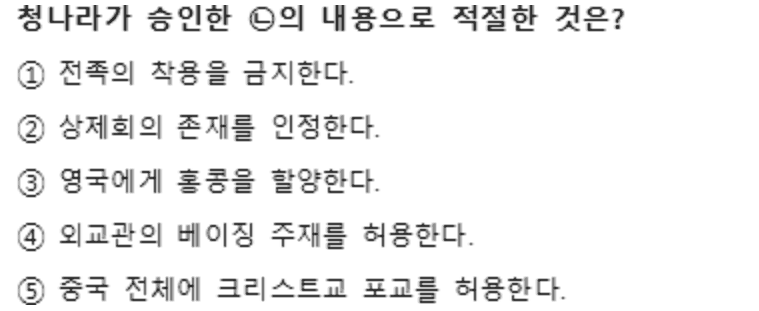 청나라가 승인한 ㉡의 내용으로 적절한 것은?
① 전족의 착용을 금지한다.
② 상제회의 존재를 인정한다.
③ 영국에게 홍콩을 할양한다.
④ 외교관의 베이징 주재를 허용한다.
⑤ 중국 전체에 크리스트교 포교를 허용한다.